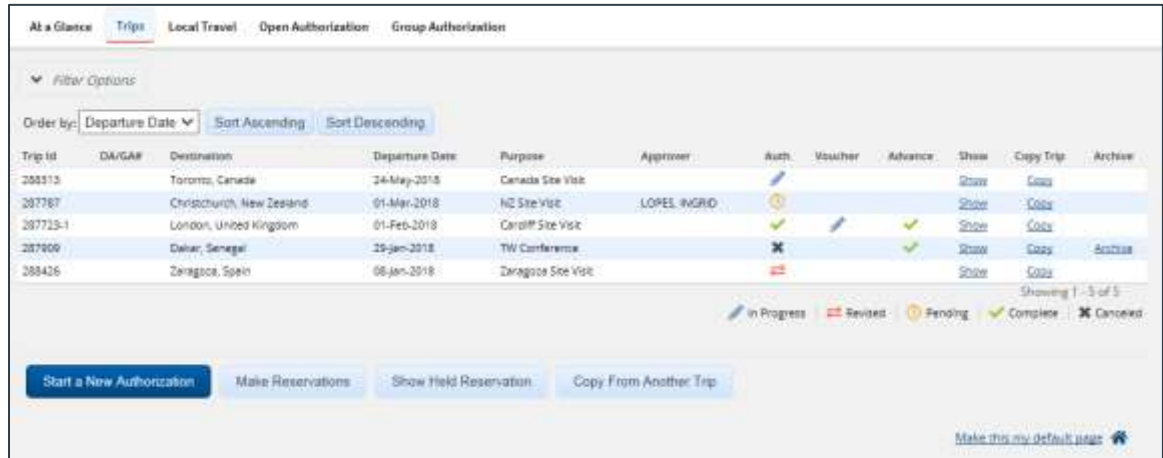 At a Glance Trips Local Travel Open Authorization Group Authorization
Filter Options
Order by: Departure Date Sort Ascending Sort Descending
Trip Id DA/GA# Destination Departure Date Purpose Approver Auth. Voucher Advance Show Copy Trip Archive
288313 Toronto, Canada 24-May-2018 Canada Site Visit Show Copy
287787 Christchurch, New Zealand 01-Mar-2018 NZ Site Visit LOPES, INGRID Show Copy
287723-1 London, United Kingdom 01-Feb-2018 Cardiff Site Visit Show Copy
287909 Dakar, Senegal 29-Jan-2018 TW Conference Show Copy Archive
288426 Zaragoza, Spain 08-Jan-2018 Zaragoza Site Visit Show Copy
Showing 1 - 5 of 5
In Progress Revised Pending Complete Canceled
Start a New Authorization Make Reservations Show Held Reservation Copy From Another Trip
Make this my default page